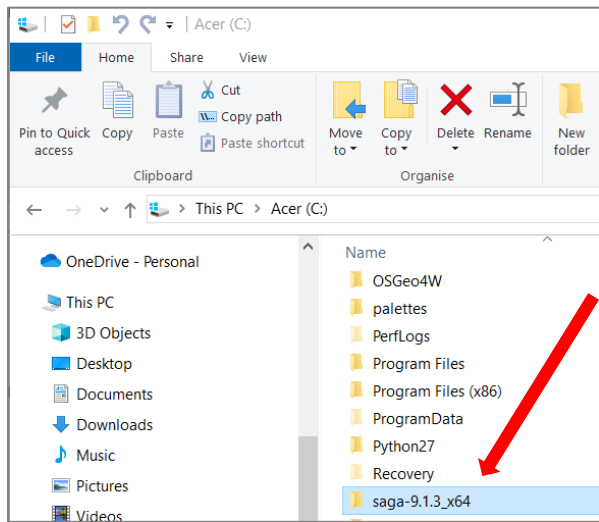 Acer (C:)
File Home Share View
Pin to Quick access
Copy
Paste
Cut
Copy path
Paste shortcut
Move to
Copy to
Delete
Rename
New folder
Clipboard
Organise
This PC > Acer (C:)
OneDrive - Personal
This PC
3D Objects
Desktop
Documents
Downloads
Music
Pictures
Videos
Name
OSGeo4W
palettes
PerfLogs
Program Files
Program Files (x86)
ProgramData
Python27
Recovery
saga-9.1.3_x64